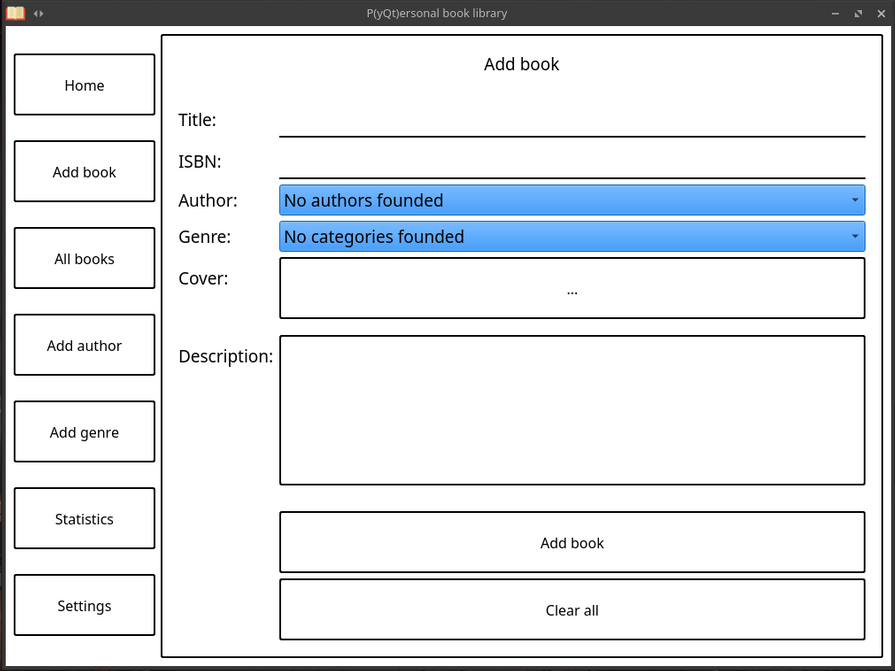 P(yQt)ersonal book library
Home
Add book
All books
Add author
Add genre
Statistics
Settings
Add book
Title:
ISBN:
Author: No authors founded
Genre: No categories founded
Cover: ...
Description:
Add book
Clear all